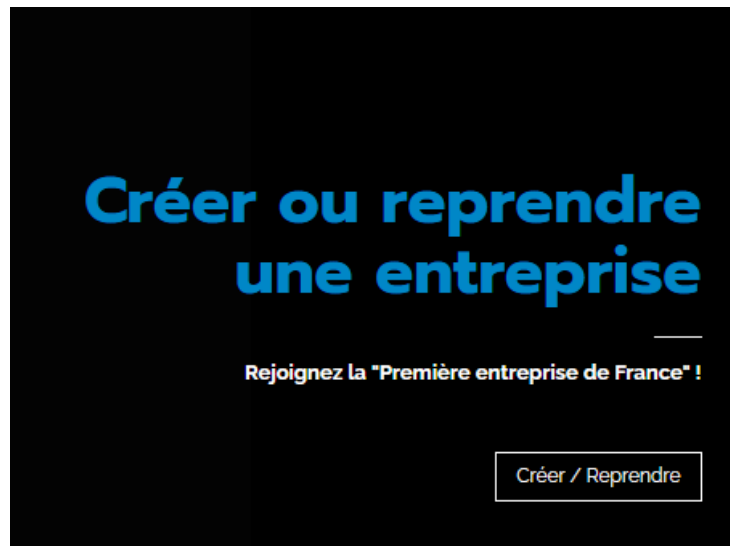 Créer ou reprendre
une entreprise
Rejoignez la "Première entreprise de France" !
Créer / Reprendre